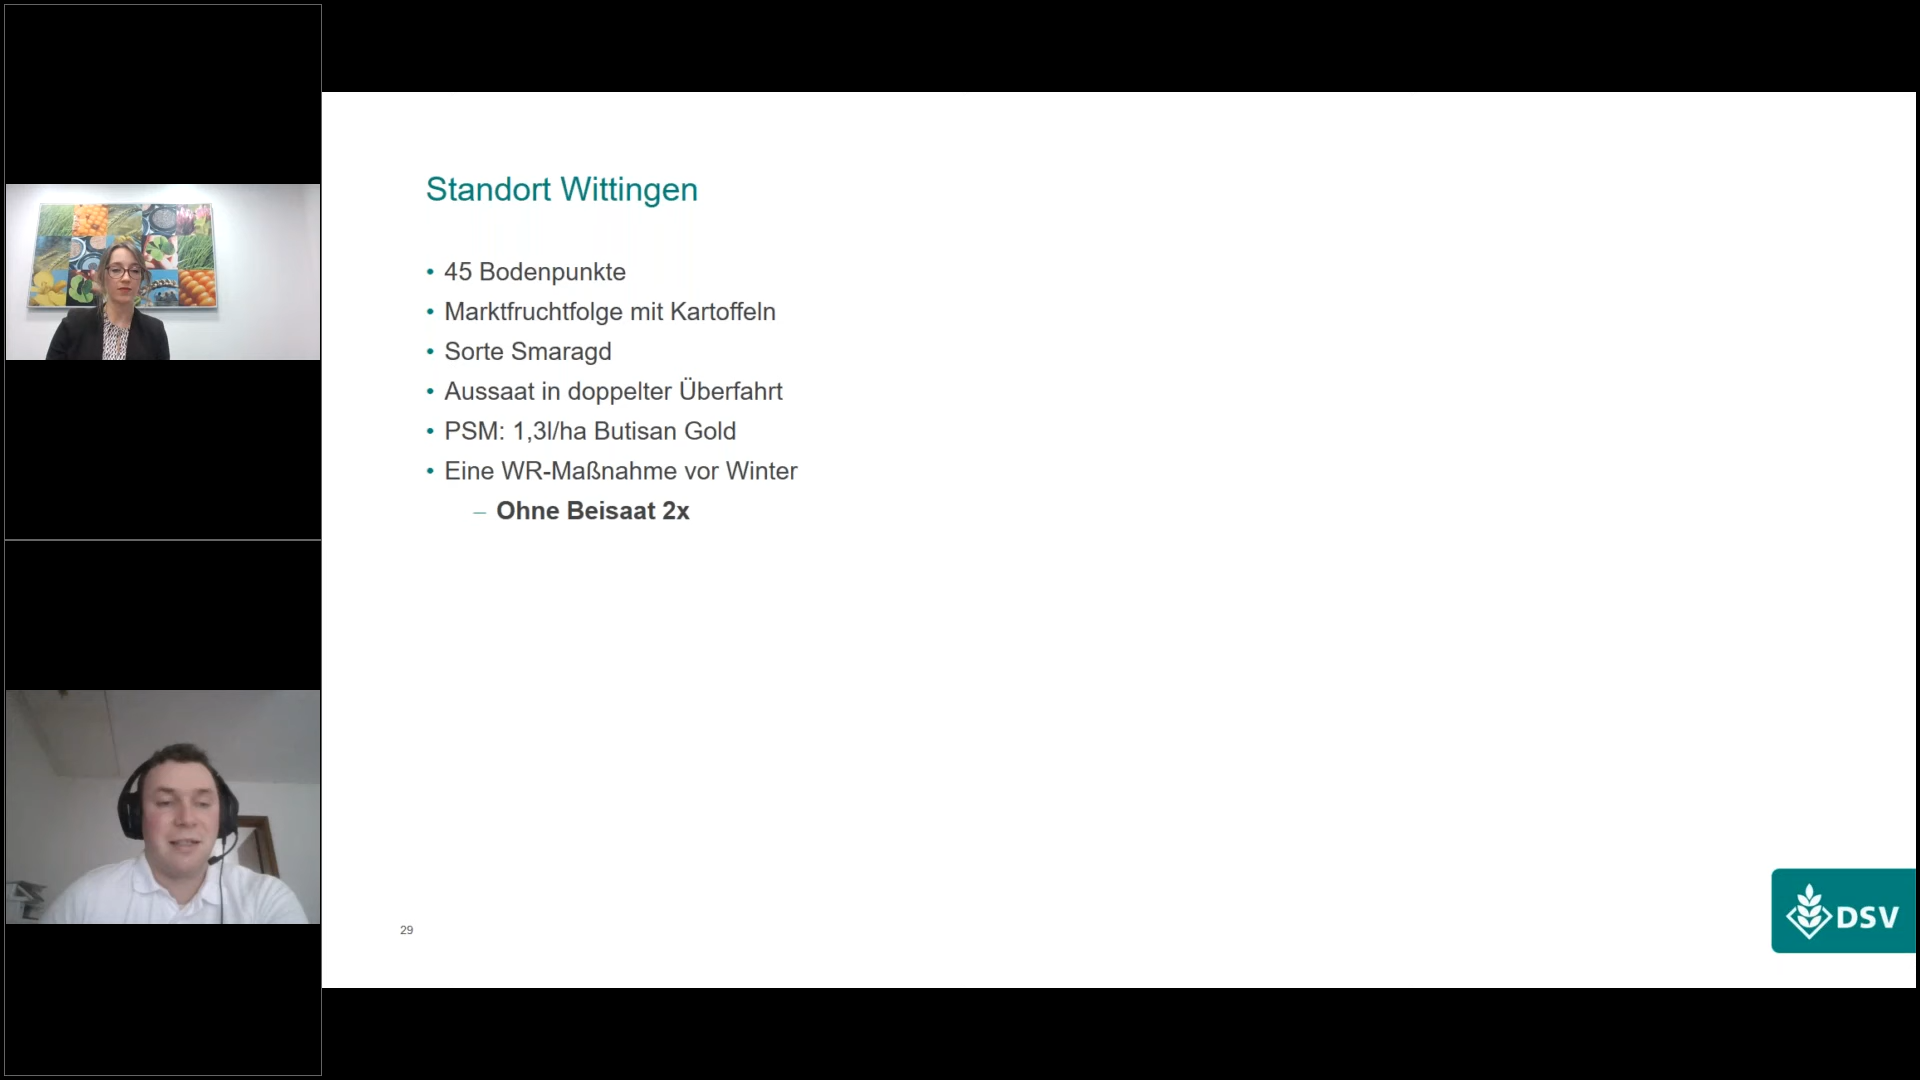 Standort Wittingen
• 45 Bodenpunkte
• Marktfruchtfolge mit Kartoffeln
• Sorte Smaragd
• Aussaat in doppelter Überfahrt
• PSM: 1,3l/ha Butisan Gold
• Eine WR-Maßnahme vor Winter
– Ohne Beisaat 2x
29
DSV